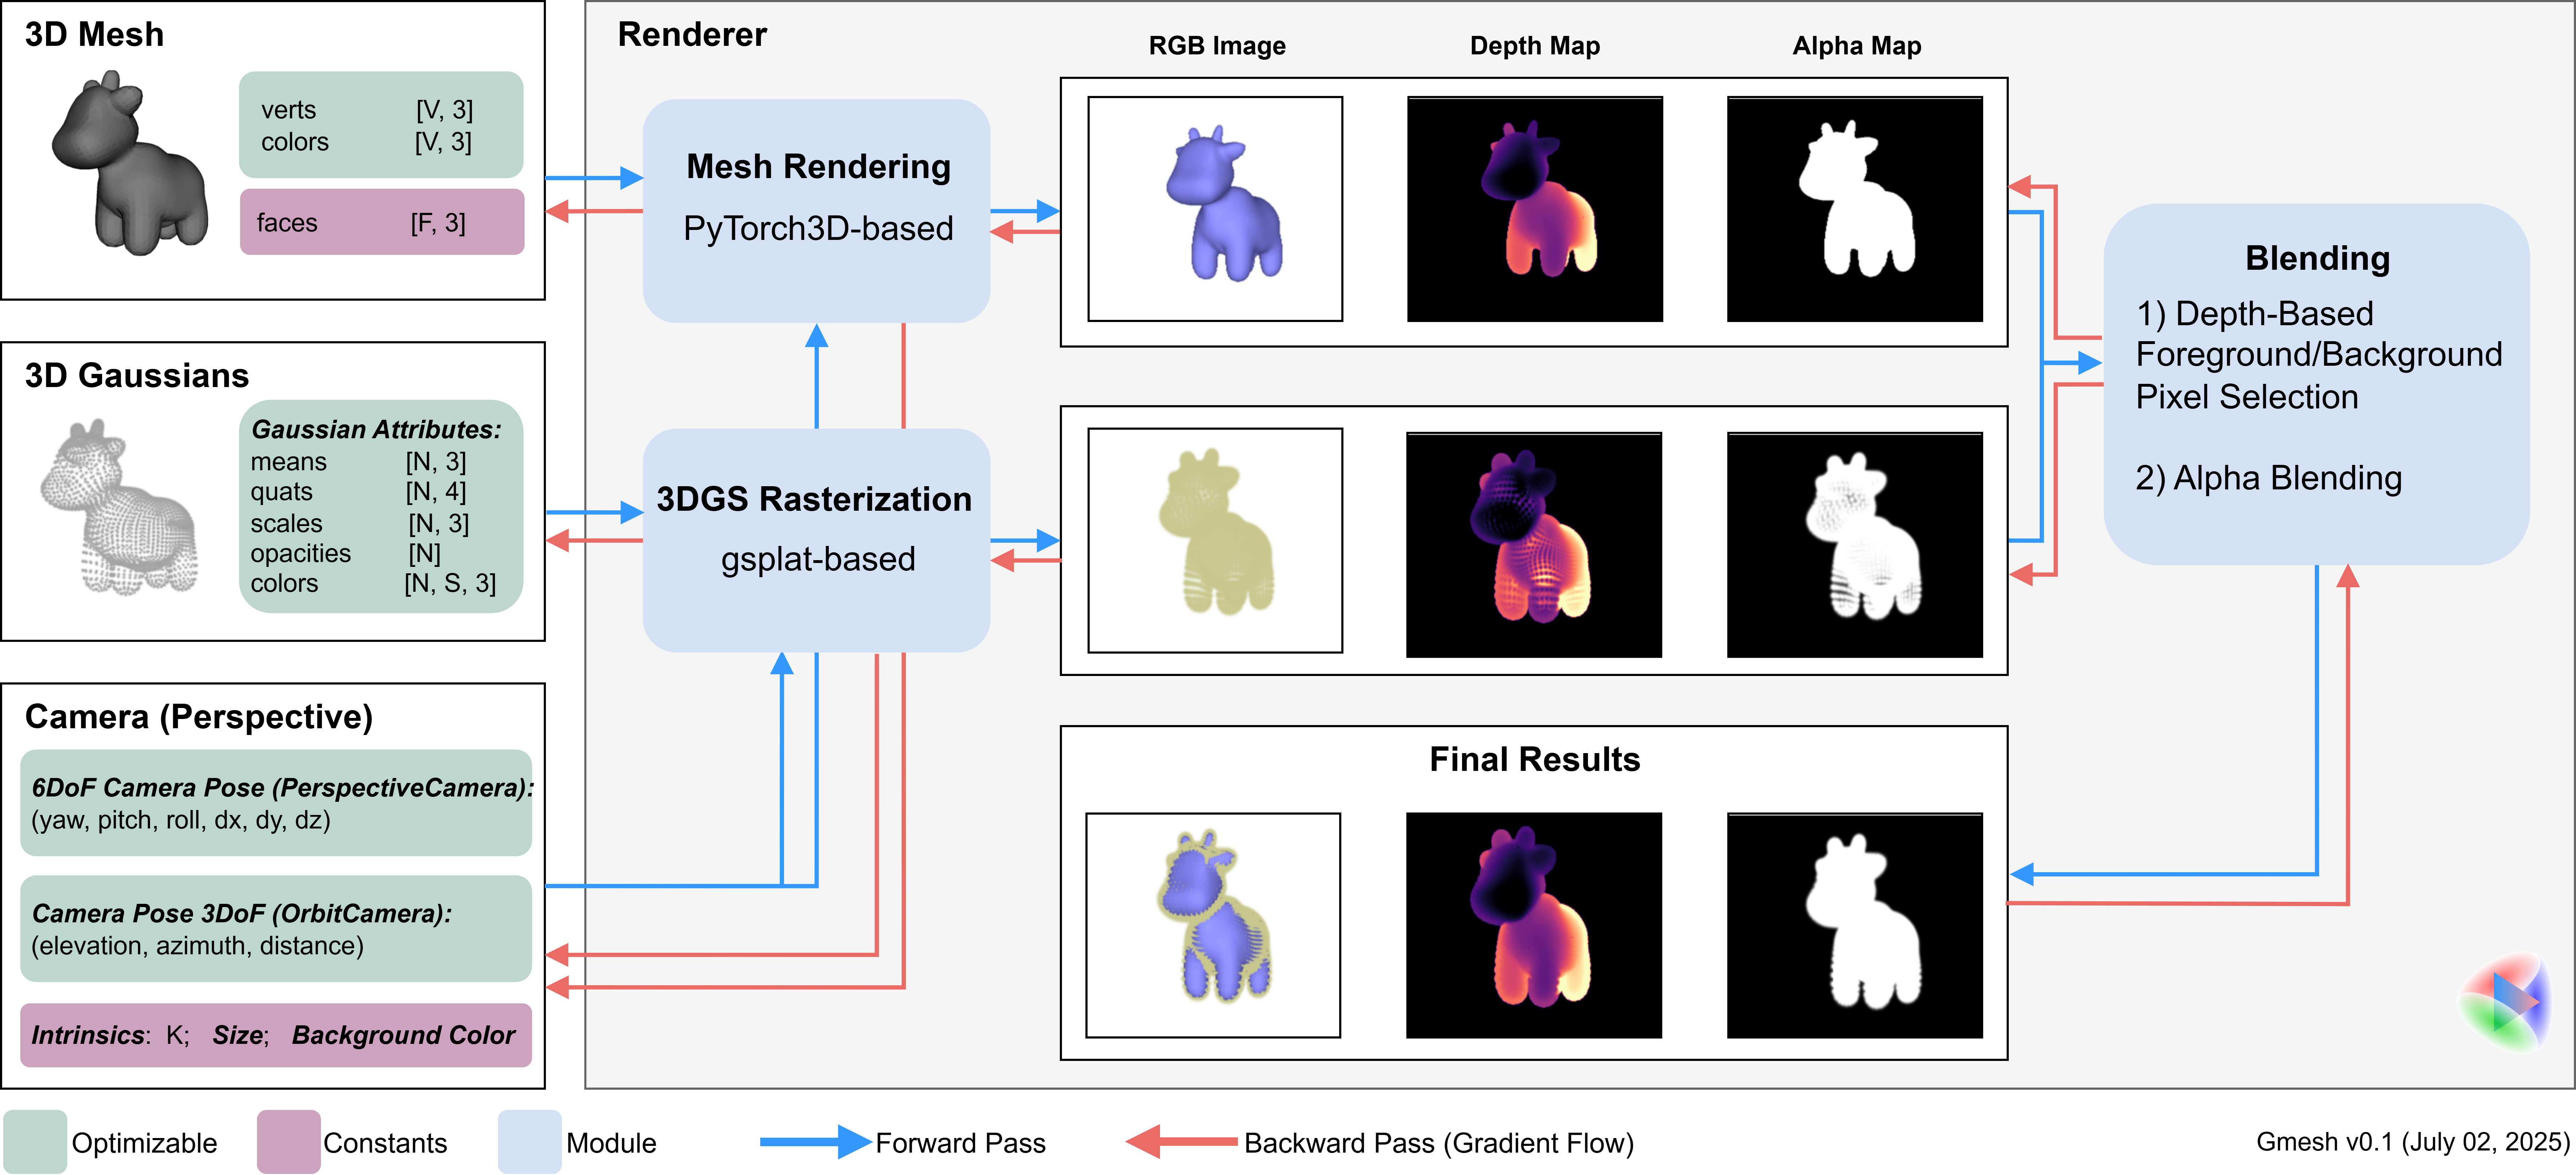 3D Mesh
verts [V, 3]
colors [V, 3]
faces [F, 3]
3D Gaussians
Gaussian Attributes:
means [N, 3]
quats [N, 4]
scales [N, 3]
opacities [N]
colors [N, S, 3]
Camera (Perspective)
6DoF Camera Pose (PerspectiveCamera):
(yaw, pitch, roll, dx, dy, dz)
Camera Pose 3DoF (OrbitCamera):
(elevation, azimuth, distance)
Intrinsics: K; Size; Background Color
Renderer
Mesh Rendering
PyTorch3D-based
3DGS Rasterization
gsplat-based
RGB Image Depth Map Alpha Map
Final Results
Blending
1) Depth-Based
Foreground/Background
Pixel Selection
2) Alpha Blending
Optimizable Constants Module Forward Pass Backward Pass (Gradient Flow)
Gmesh v0.1 (July 02, 2025)